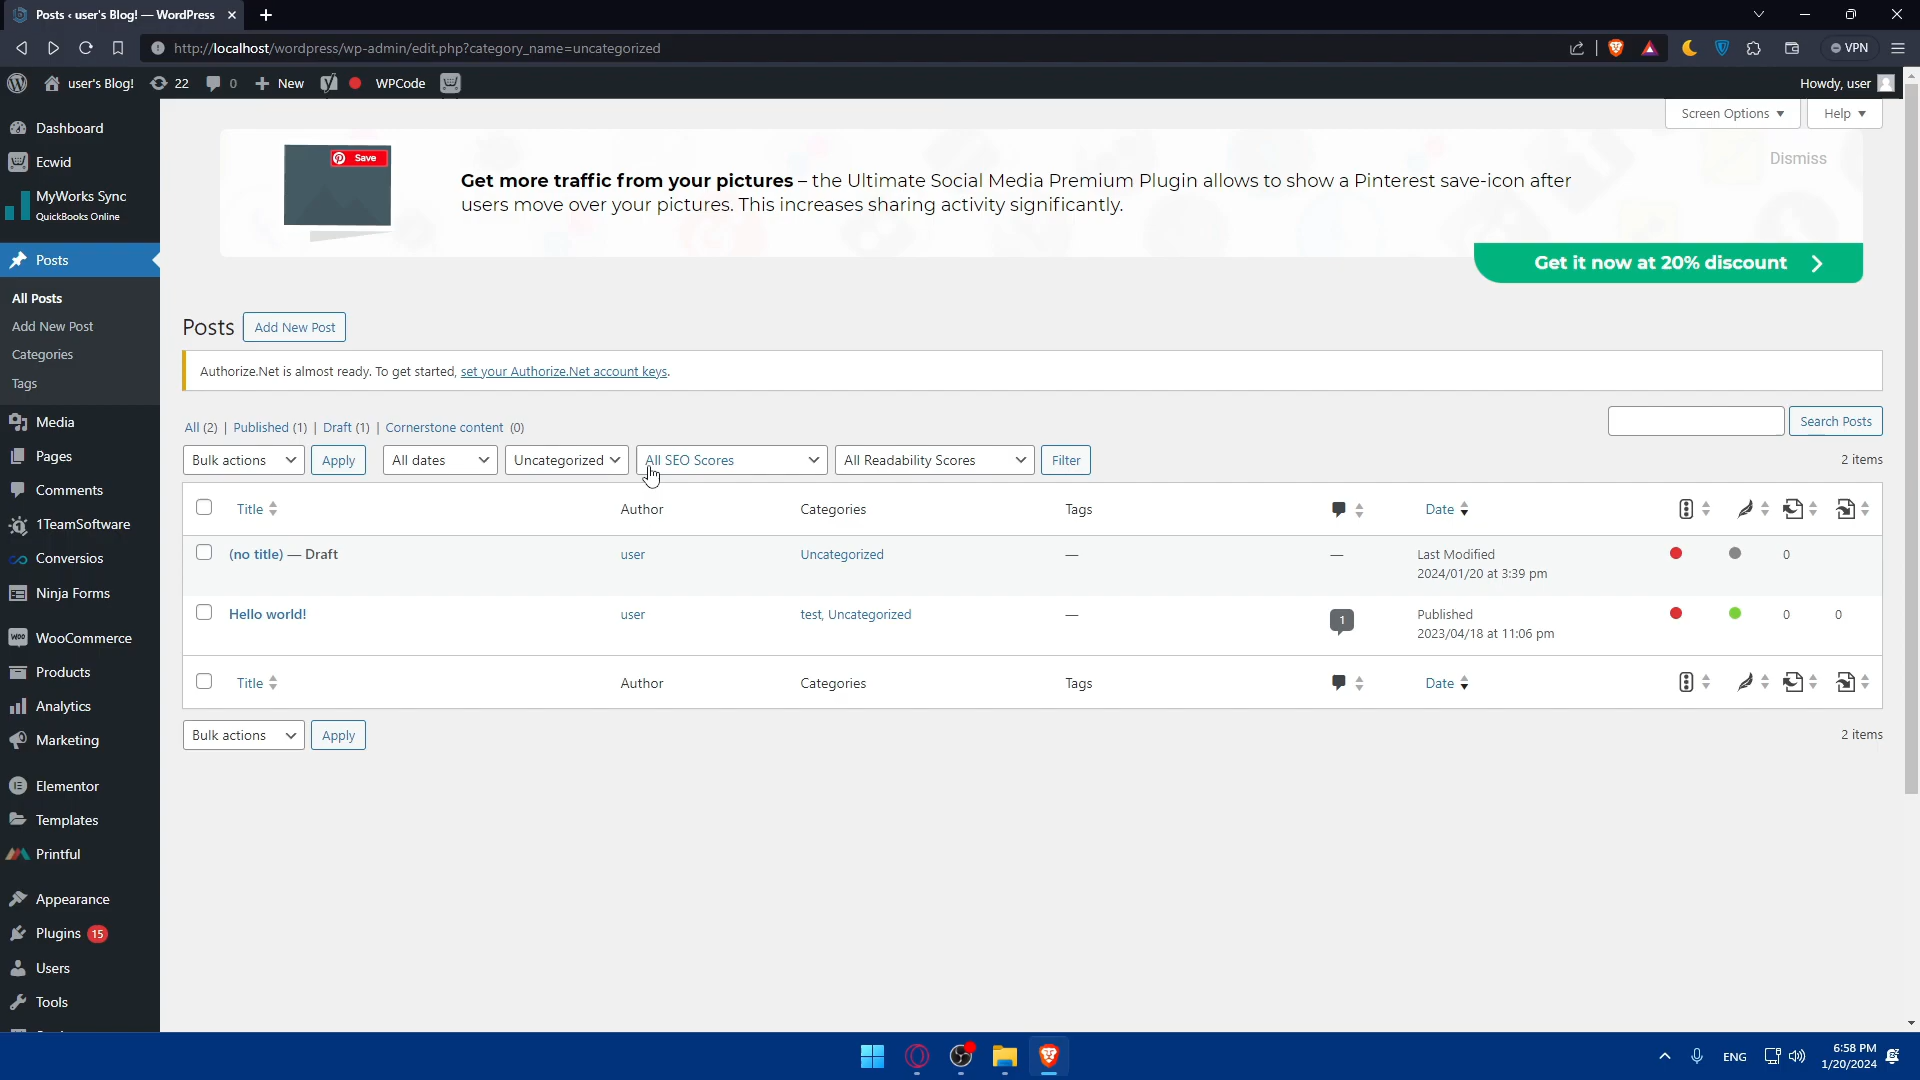 Posts ‹ user's Blog! — WordPress
http://localhost/wordpress/wp-admin/edit.php?category_name=uncategorized
VPN
user's Blog! 22 0 New WPCode
Howdy, user
Screen Options Help
Dashboard
Ecwid
MyWorks Sync
QuickBooks Online
Posts
All Posts
Add New Post
Categories
Tags
Media
Pages
Comments
1TeamSoftware
Conversios
Ninja Forms
WooCommerce
Products
Analytics
Marketing
Elementor
Templates
Printful
Appearance
Plugins 15
Users
Tools
Save
Dismiss
Get more traffic from your pictures – the Ultimate Social Media Premium Plugin allows to show a Pinterest save-icon after
users move over your pictures. This increases sharing activity significantly.
Get it now at 20% discount
Posts Add New Post
Authorize.Net is almost ready. To get started, set your Authorize.Net account keys.
All (2) | Published (1) | Draft (1) | Cornerstone content (0)
Search Posts
Bulk actions Apply All dates Uncategorized All SEO Scores All Readability Scores Filter 2 items
Title Author Categories Tags Date
(no title) — Draft user Uncategorized — — Last Modified 0
2024/01/20 at 3:39 pm
Hello world! user test, Uncategorized — 1 Published 0 0
2023/04/18 at 11:06 pm
Title Author Categories Tags Date
Bulk actions Apply 2 items
ENG
6:58 PM
1/20/2024